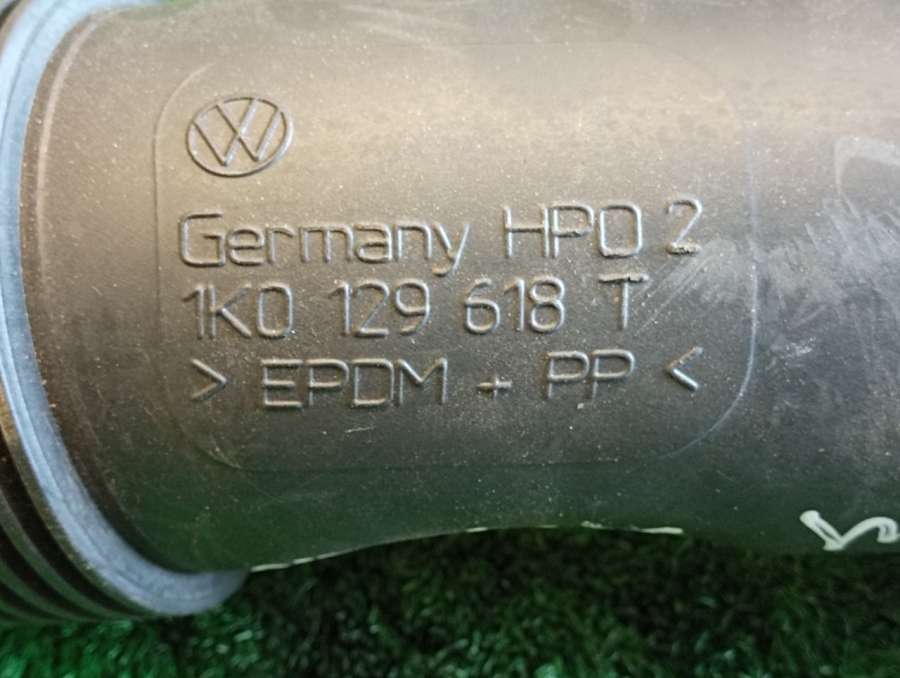 Germany HPO 2
1K0 129 618 T
> EPDM + PP <